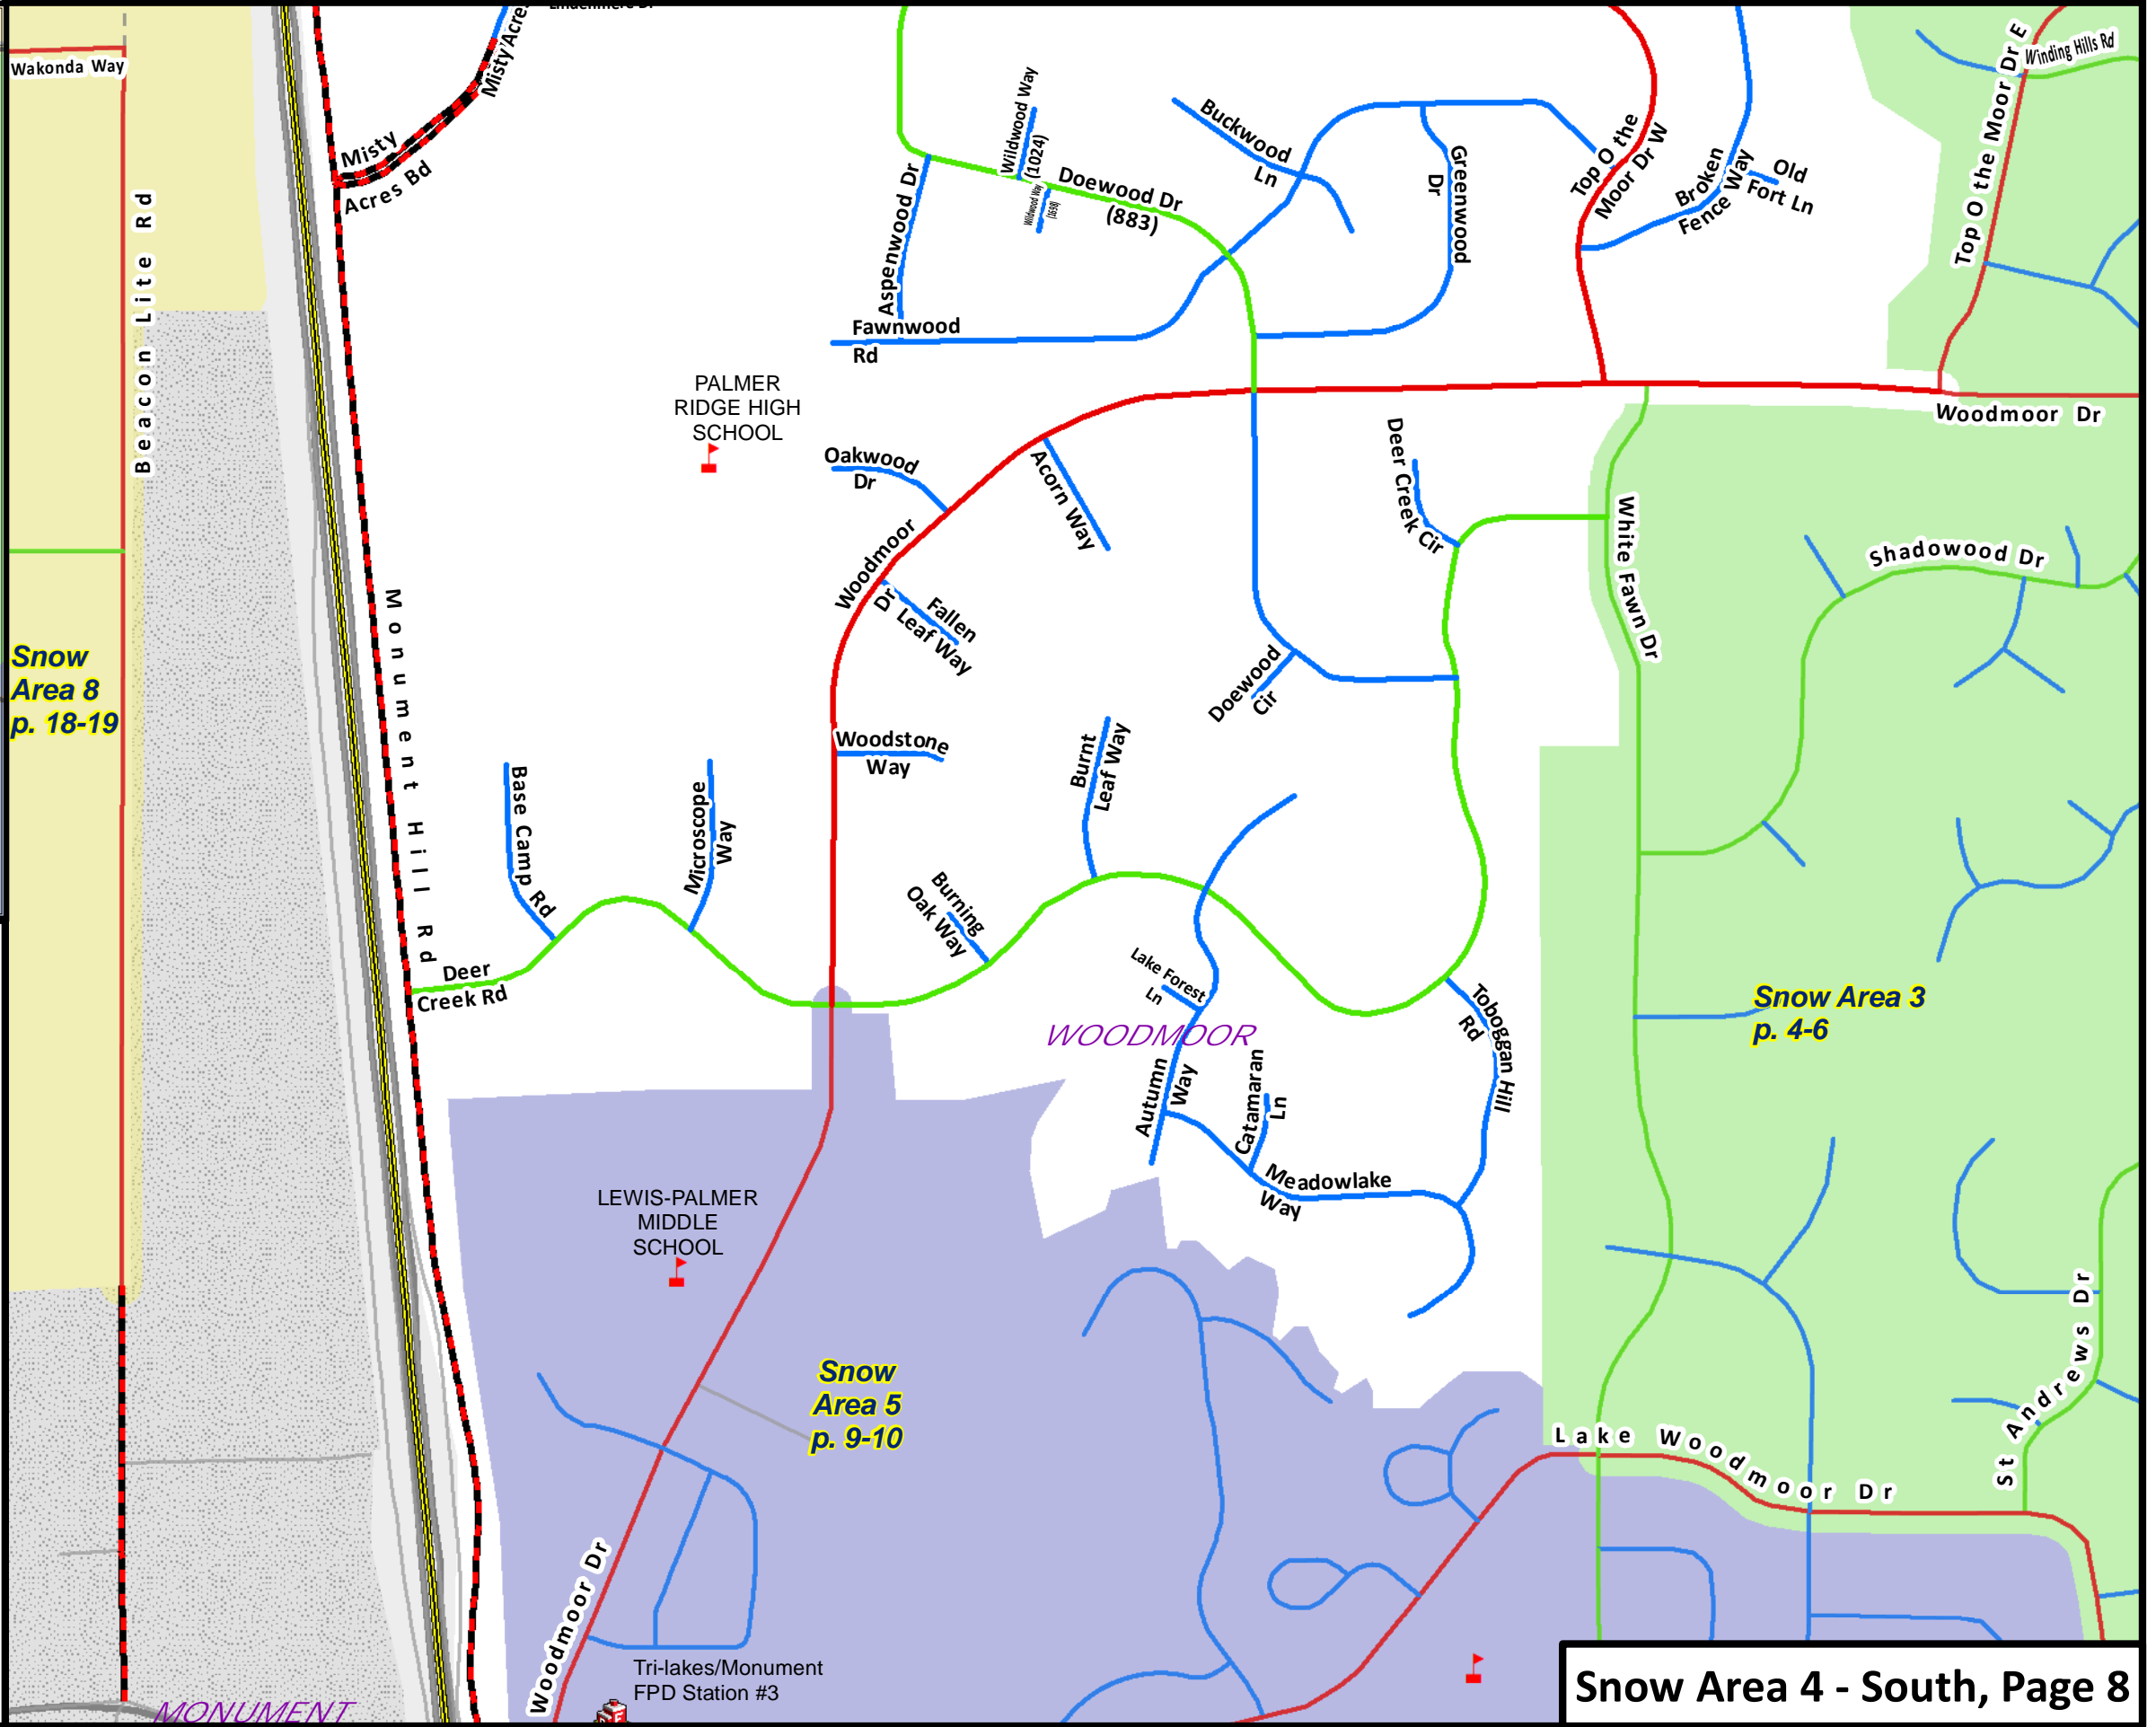 Wakonda Way
Beacon Lite Rd
Misty Acres
Misty
Acres Bd
Wildwood Way
(1024)
Wildwood Way
Doewood Dr
(883)
Aspenwood Dr
Fawnwood
Rd
Buckwood
Ln
Greenwood
Dr
Top O the
Moor Dr W
Broken
Fence Way
Old
Fort Ln
Top O the Moor Dr E
Winding Hills Rd
Woodmoor Dr
PALMER
RIDGE HIGH
SCHOOL
Oakwood
Dr
Acorn Way
Deer Creek Cir
White Fawn Dr
Shadowood Dr
Woodmoor
Dr
Fallen
Leaf Way
Monument Hill Rd
Snow
Area 8
p. 18-19
Doewood
Cir
Woodstone
Way
Burnt
Leaf Way
Base Camp Rd
Microscope
Way
Burning
Oak Way
Deer
Creek Rd
Lake Forest
Ln
WOODMOOR
Toboggan Hill
Rd
Snow Area 3
p. 4-6
Autumn
Way
Catamaran
Ln
Meadowlake
Way
LEWIS-PALMER
MIDDLE
SCHOOL
Snow
Area 5
p. 9-10
St Andrews Dr
Lake Woodmoor Dr
Woodmoor Dr
Tri-lakes/Monument
FPD Station #3
MONUMENT
Snow Area 4 - South, Page 8